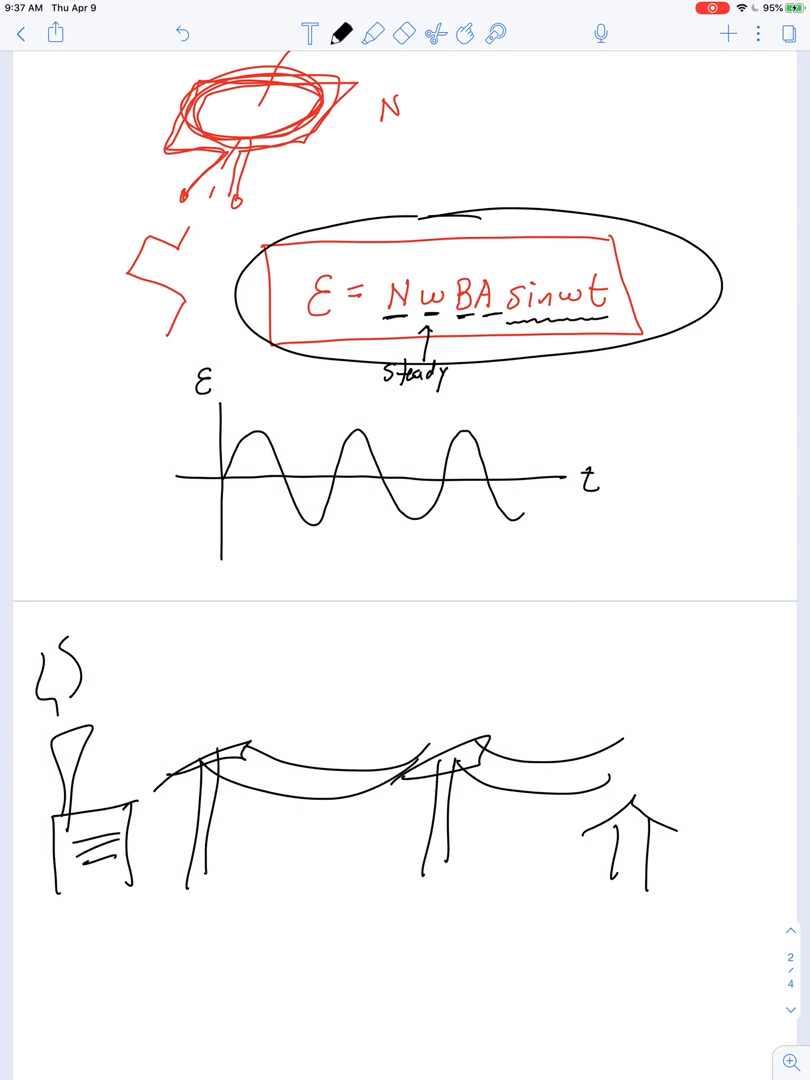 9:37 AM Thu Apr 9
95%
T
N
ε = NωBA sinωt
steady
ε
t
2
/
4